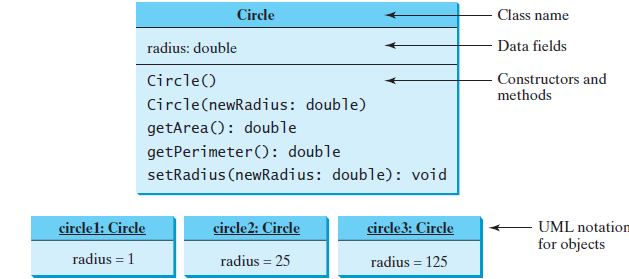 Circle
Class name
radius: double
Data fields
Circle()
Constructors and
methods
Circle(newRadius: double)
getArea(): double
getPerimeter(): double
setRadius(newRadius: double): void
circle1: Circle
circle2: Circle
circle3: Circle
UML notation
for objects
radius = 1
radius = 25
radius = 125